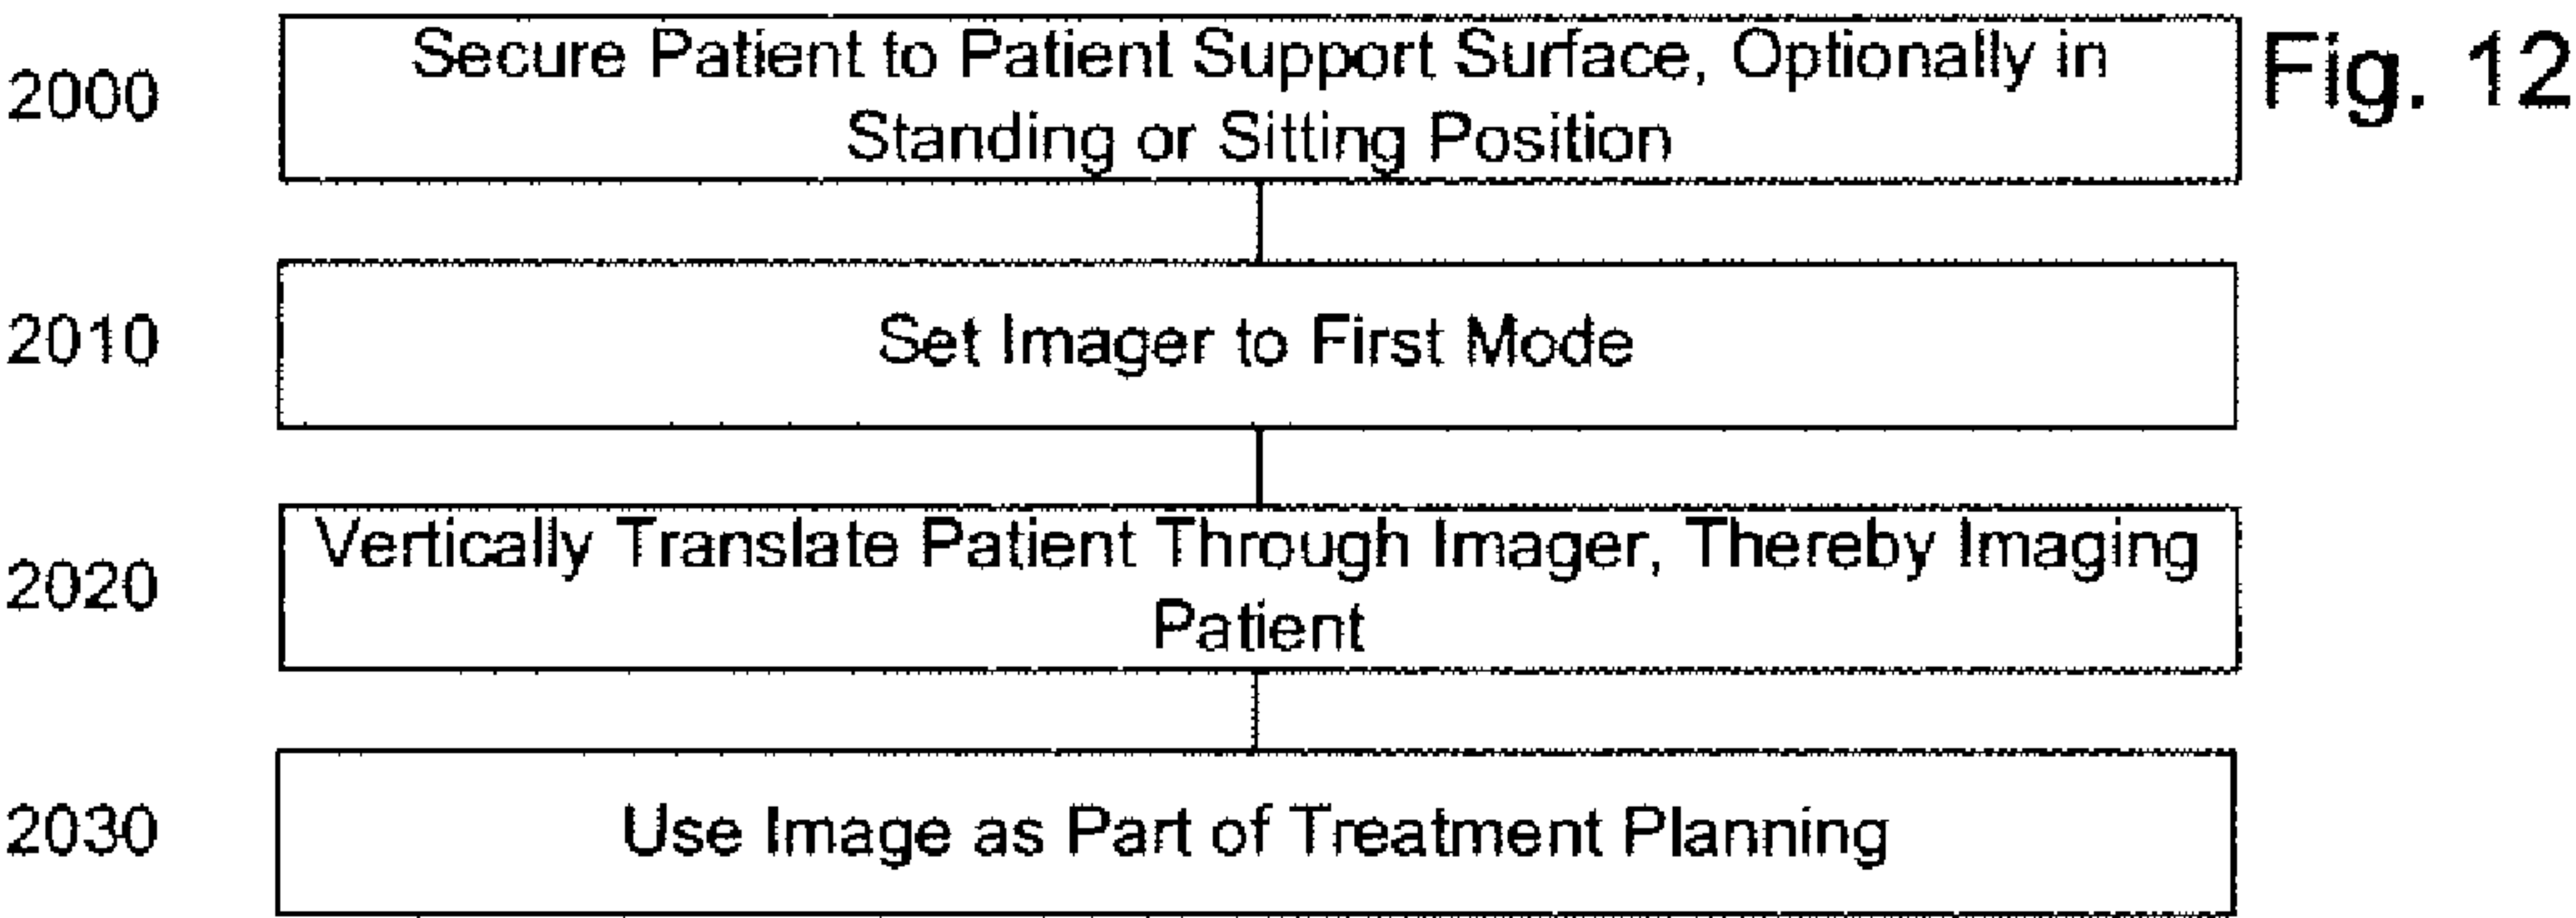 Fig. 12
2000
Secure Patient to Patient Support Surface, Optionally in
Standing or Sitting Position
2010
Set Imager to First Mode
2020
Vertically Translate Patient Through Imager, Thereby Imaging
Patient
2030
Use Image as Part of Treatment Planning